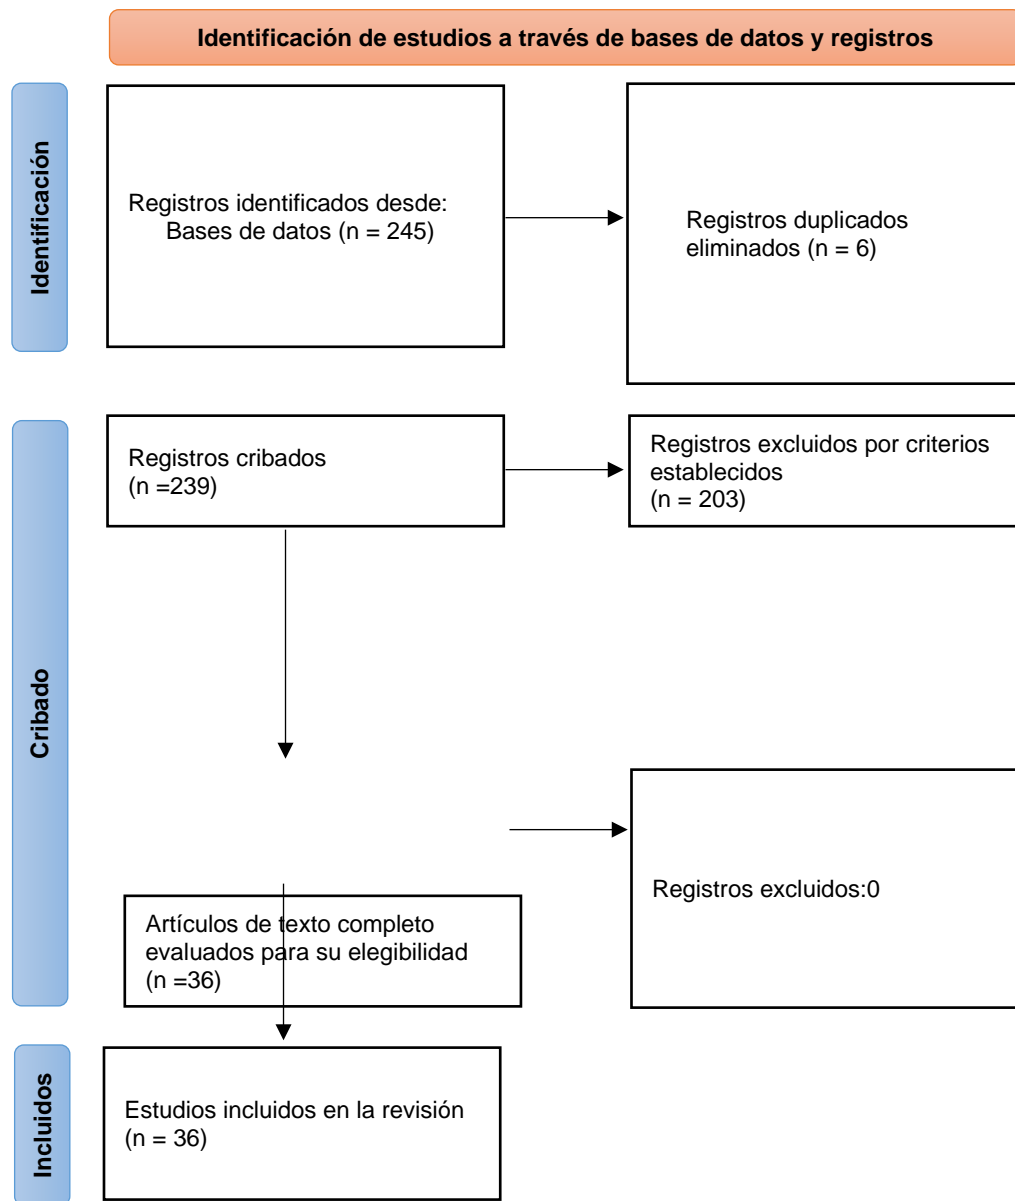 Identificación de estudios a través de bases de datos y registros
Identificación
Registros identificados desde:
Bases de datos (n = 245)
Registros duplicados
eliminados (n = 6)
Cribado
Registros cribados
(n =239)
Registros excluidos por criterios
establecidos
(n = 203)
Registros excluidos:0
Artículos de texto completo
evaluados para su elegibilidad
(n =36)
Incluidos
Estudios incluidos en la revisión
(n = 36)